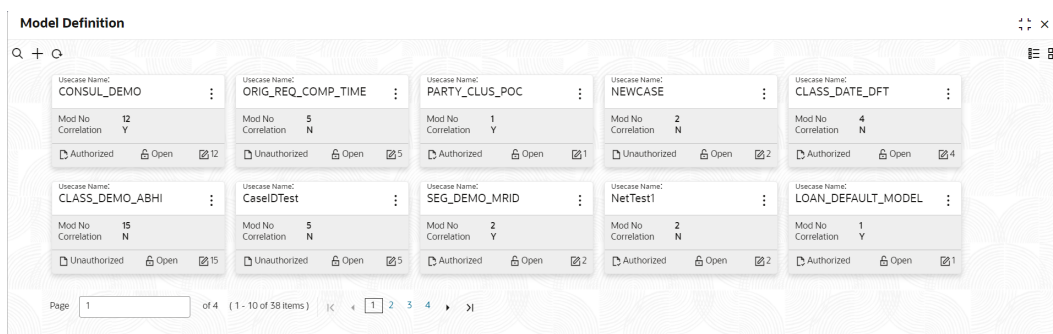 Model Definition
Usecase Name: Usecase Name: Usecase Name: Usecase Name: Usecase Name:
CONSUL_DEMO ORIG_REQ_COMP_TIME PARTY_CLUS_POC NEWCASE CLASS_DATE_DFT
Mod No 12 Mod No 5 Mod No 1 Mod No 2 Mod No 4
Correlation Y Correlation N Correlation Y Correlation N Correlation N
Authorized Open 12 Unauthorized Open 5 Authorized Open 1 Unauthorized Open 2 Authorized Open 4
Usecase Name: Usecase Name: Usecase Name: Usecase Name: Usecase Name:
CLASS_DEMO_ABHI CaseIDTest SEG_DEMO_MRID NetTest1 LOAN_DEFAULT_MODEL
Mod No 15 Mod No 5 Mod No 2 Mod No 2 Mod No 1
Correlation N Correlation N Correlation Y Correlation N Correlation Y
Unauthorized Open 15 Unauthorized Open 5 Authorized Open 2 Authorized Open 2 Authorized Open 1
Page 1 of 4 ( 1 - 10 of 38 items ) 1 2 3 4